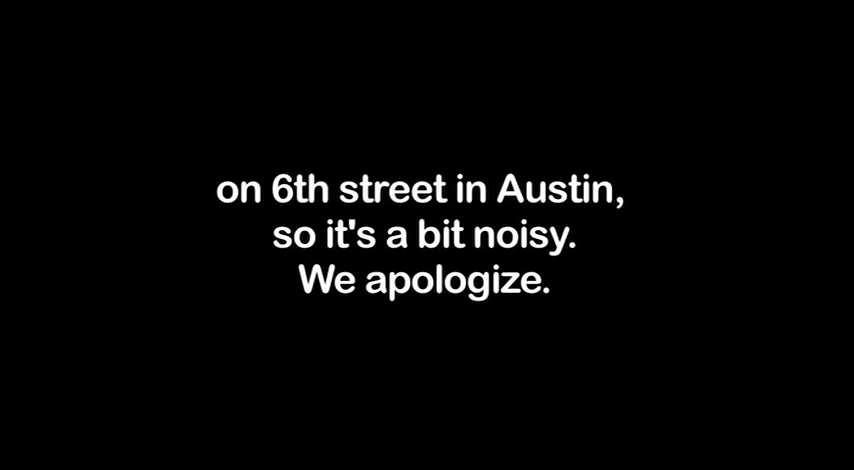 on 6th street in Austin,
so it's a bit noisy.
We apologize.